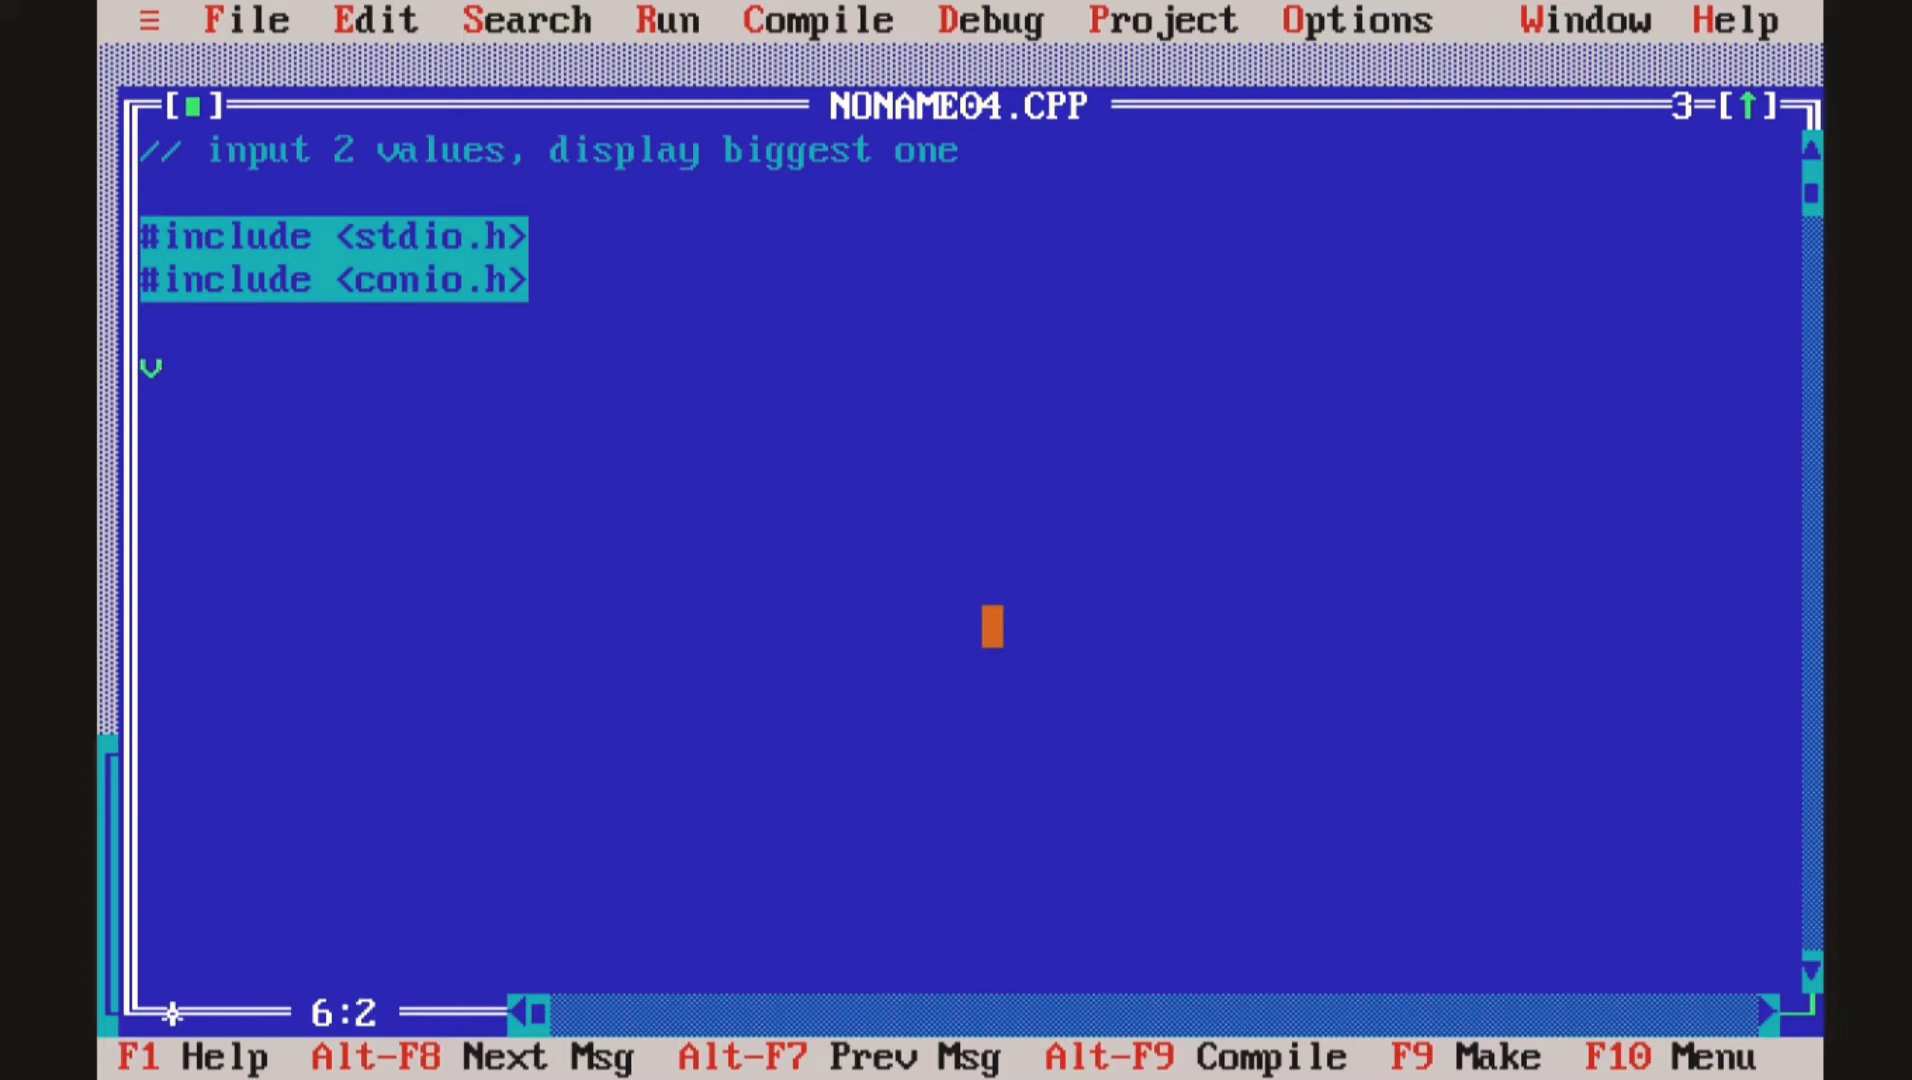 ≡ File Edit Search Run Compile Debug Project Options Window Help
[■] NONAME04.CPP 3=[↑]
// input 2 values, display biggest one
#include <stdio.h>
#include <conio.h>
v
6:2
F1 Help Alt-F8 Next Msg Alt-F7 Prev Msg Alt-F9 Compile F9 Make F10 Menu